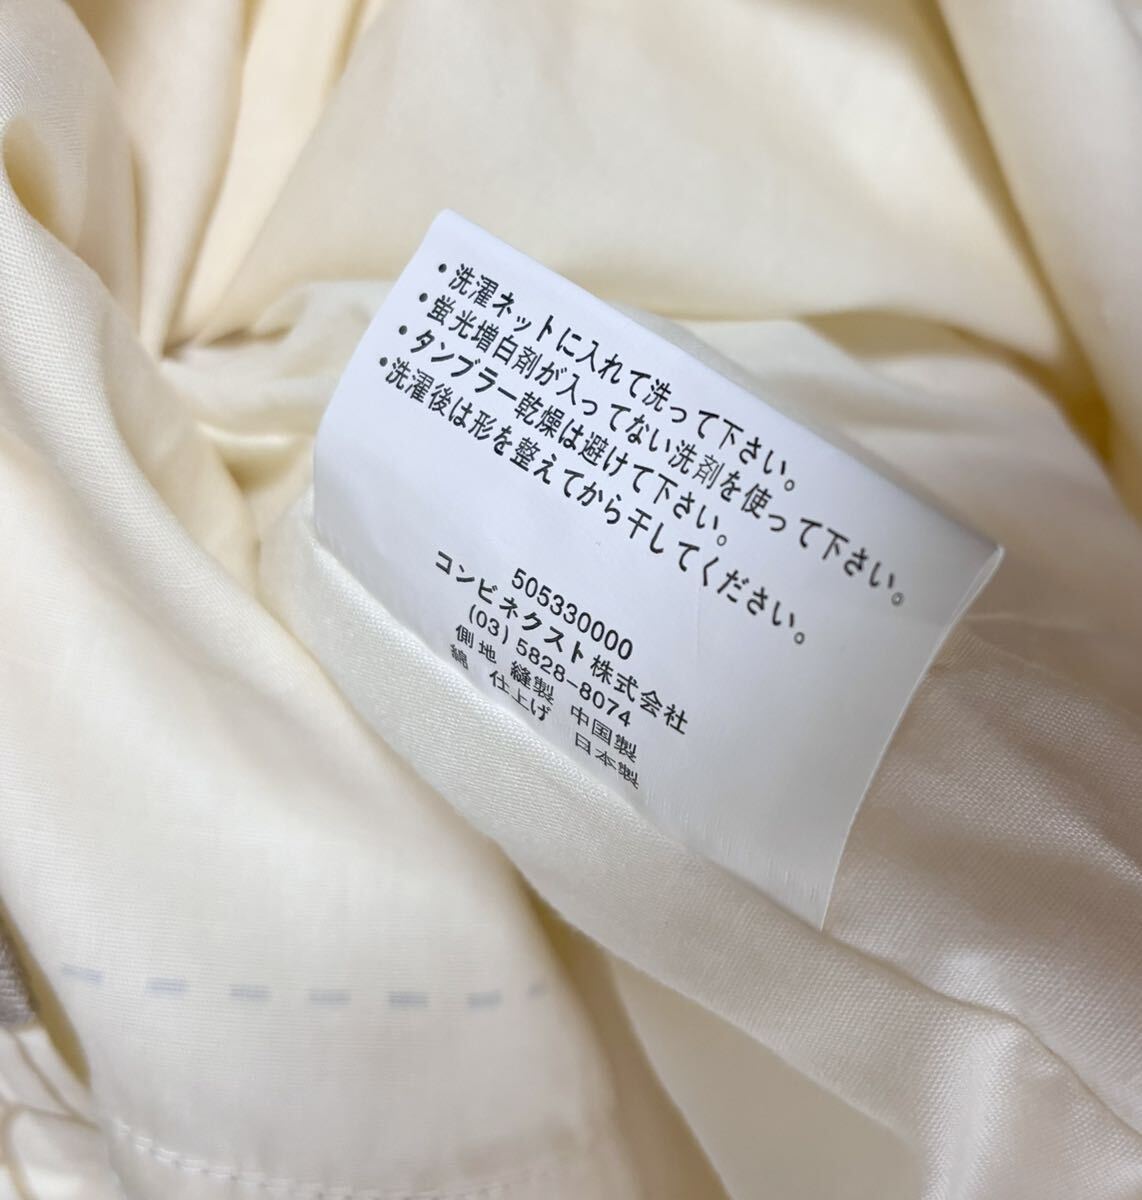 ・洗濯ネットに入れて洗って下さい。
・蛍光増白剤が入ってない洗剤を使って下さい。
・タンブラー乾燥は避けて下さい。
・洗濯後は形を整えてから干してください。
505330000
コンビネクスト株式会社
(03) 5828-8074
側地 縫製 中国製
綿 仕上げ 日本製